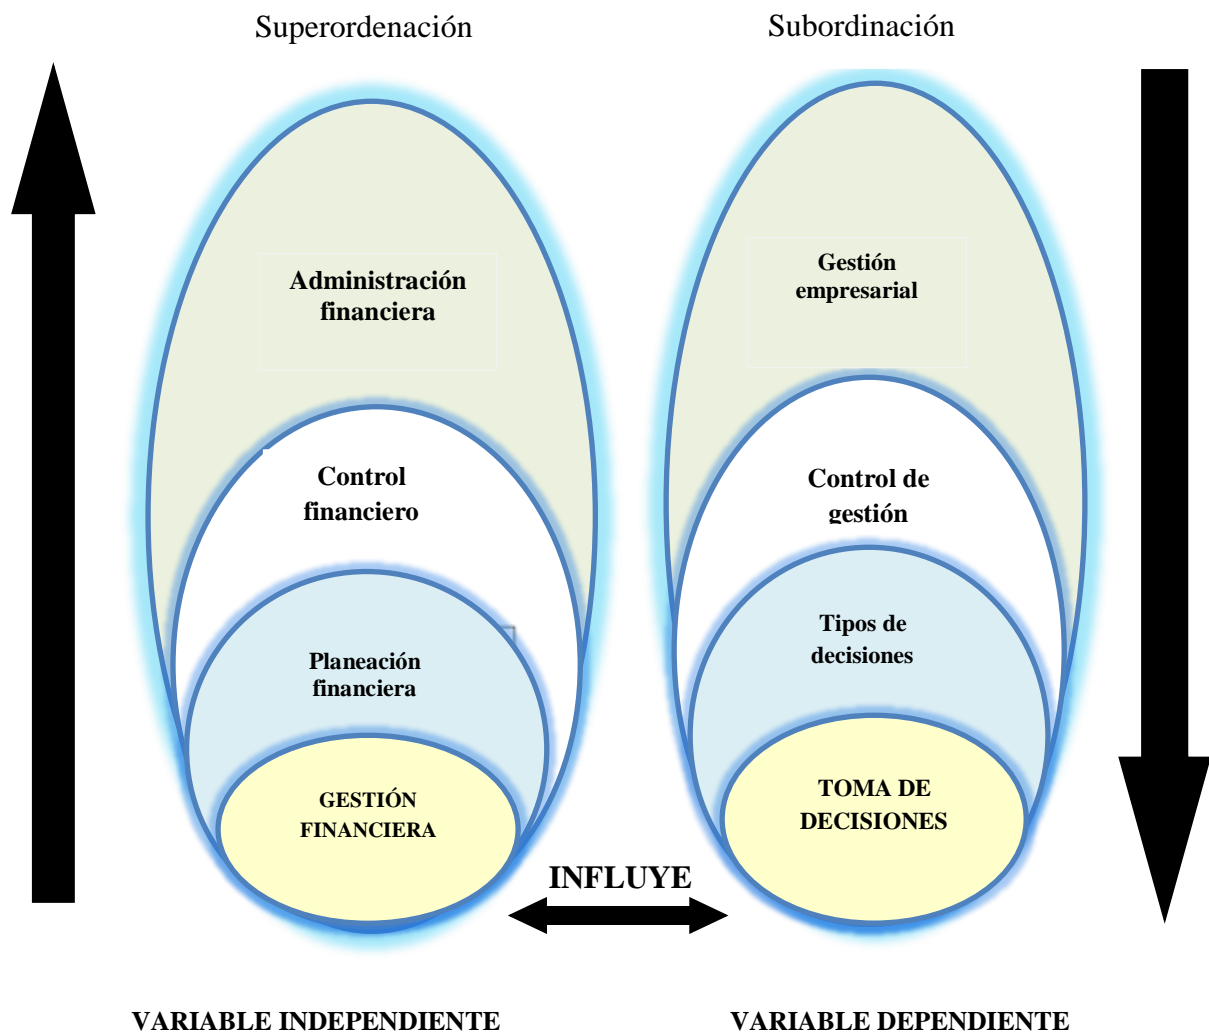 Superordenación
Subordinación
Administración
financiera
Gestión
empresarial
Control
financiero
Control de
gestión
Planeación
financiera
Tipos de
decisiones
GESTIÓN
FINANCIERA
TOMA DE
DECISIONES
INFLUYE
VARIABLE INDEPENDIENTE
VARIABLE DEPENDIENTE